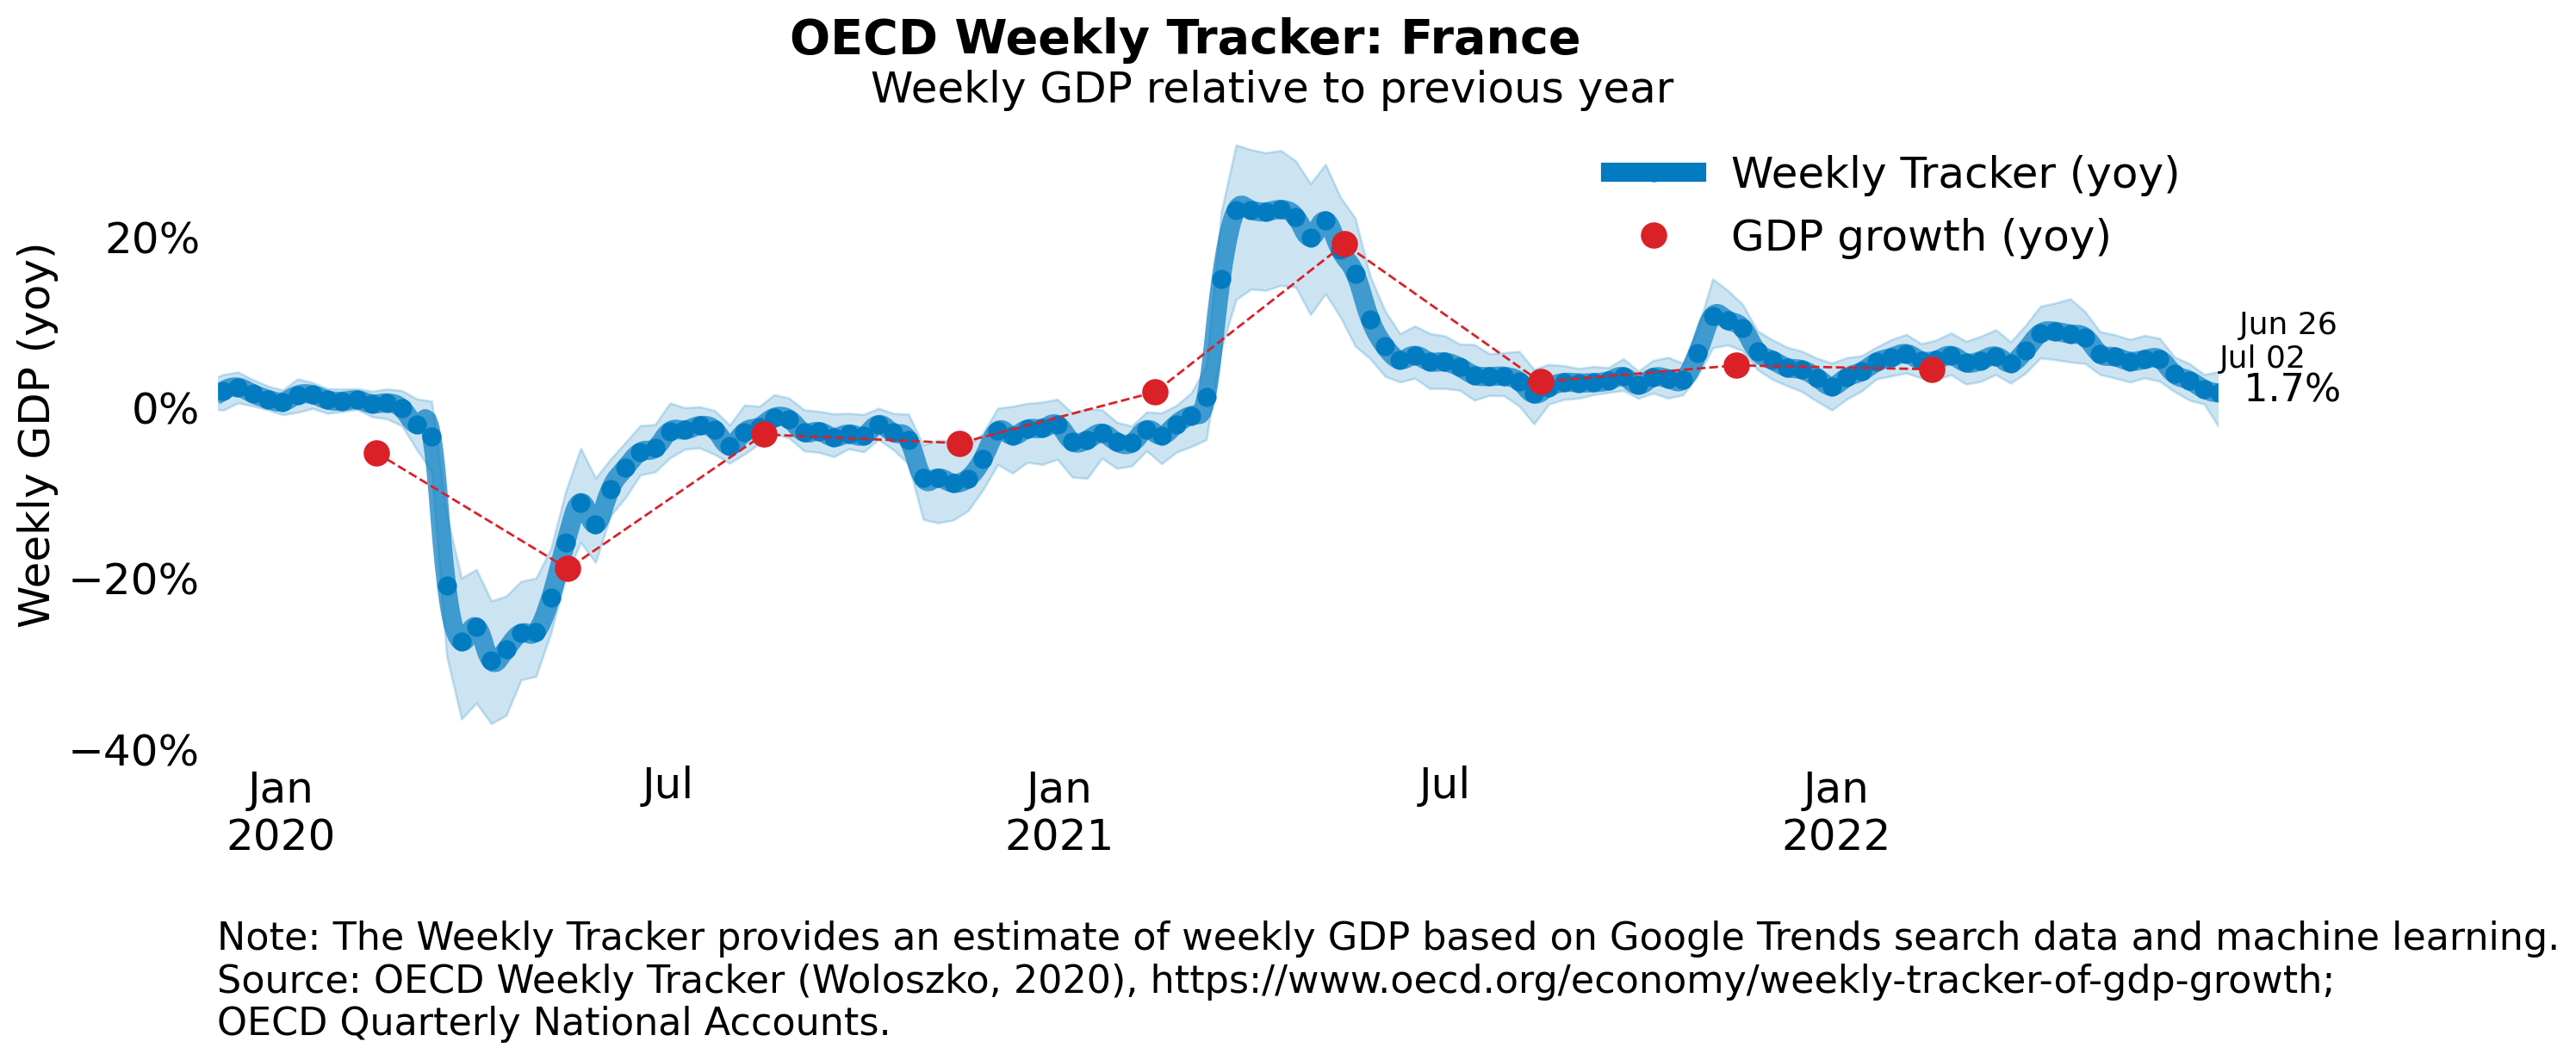 OECD Weekly Tracker: France
Weekly GDP relative to previous year
Weekly Tracker (yoy)
GDP growth (yoy)
Weekly GDP (yoy)
20%
0%
−20%
−40%
Jun 26
Jul 02
1.7%
Jan
2020
Jul
Jan
2021
Jul
Jan
2022
Note: The Weekly Tracker provides an estimate of weekly GDP based on Google Trends search data and machine learning.
Source: OECD Weekly Tracker (Woloszko, 2020), https://www.oecd.org/economy/weekly-tracker-of-gdp-growth;
OECD Quarterly National Accounts.